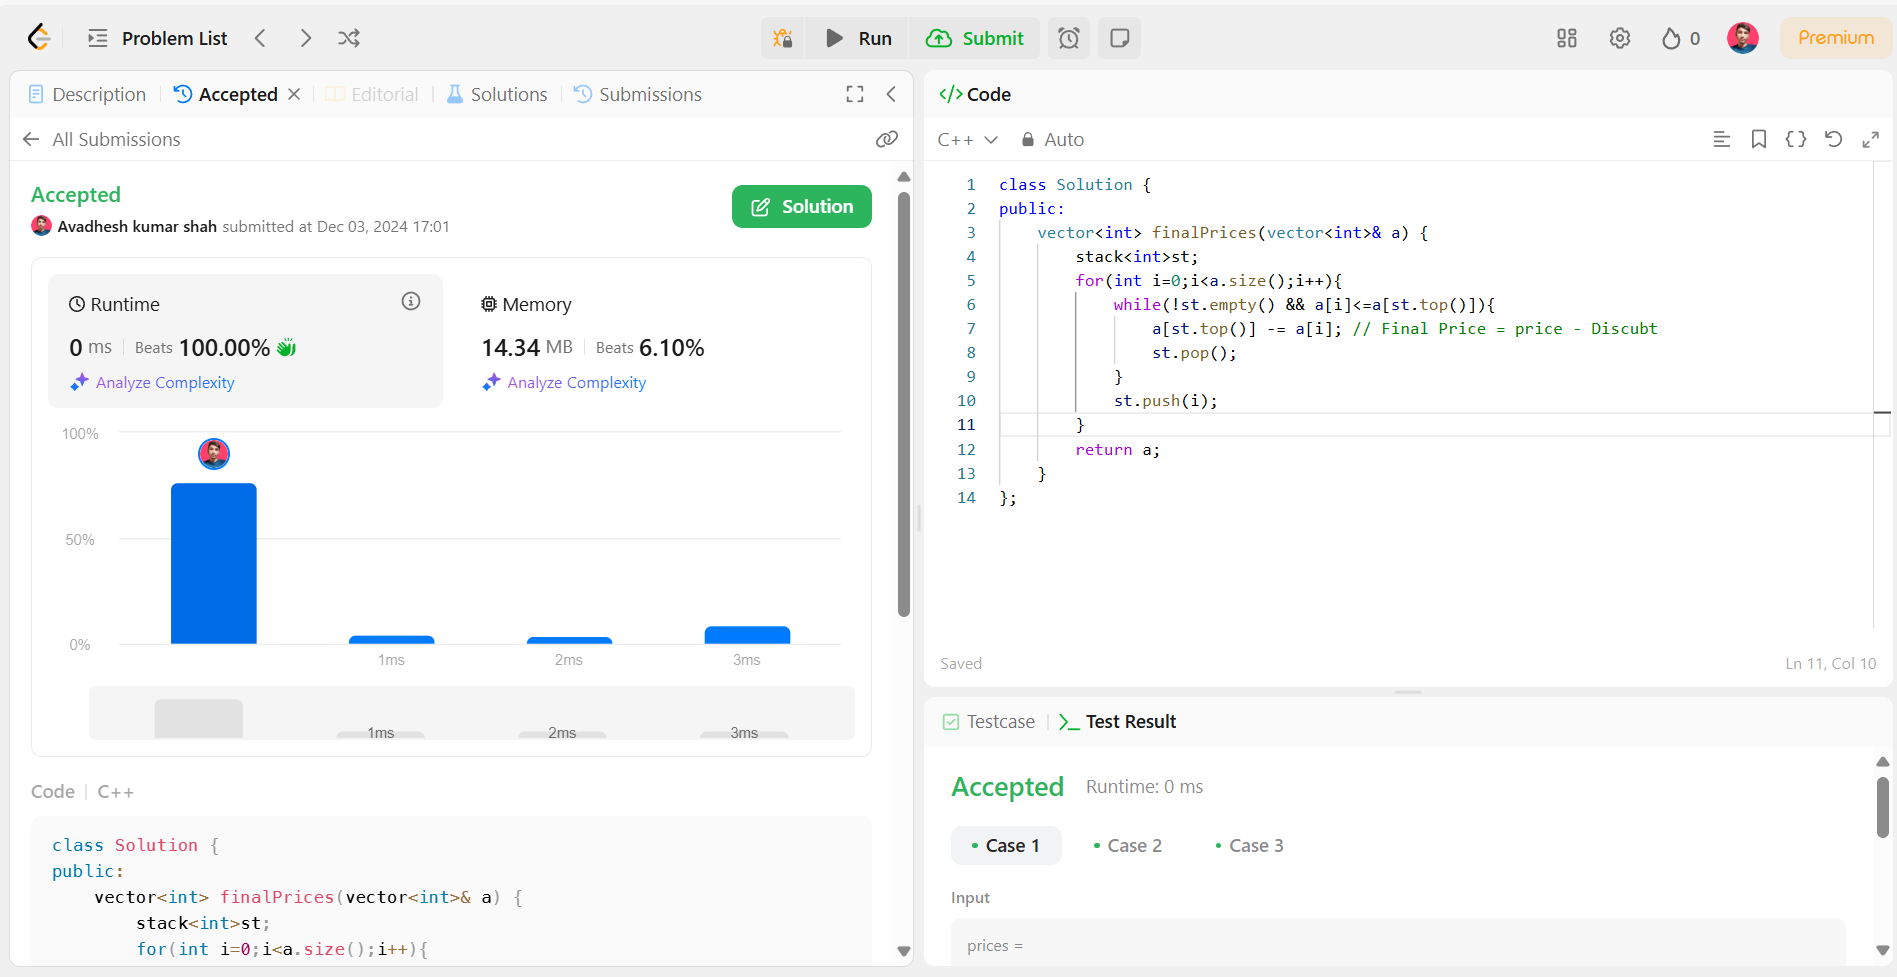 Problem List
Run
Submit
0
Premium
Description
Accepted
Editorial
Solutions
Submissions
All Submissions
Accepted
Avadhesh kumar shah submitted at Dec 03, 2024 17:01
Solution
Runtime
0 ms
Beats 100.00%
Analyze Complexity
Memory
14.34 MB
Beats 6.10%
Analyze Complexity
100%
50%
0%
1ms
2ms
3ms
1ms
2ms
3ms
Code
C++
class Solution {
public:
    vector<int> finalPrices(vector<int>& a) {
        stack<int>st;
        for(int i=0;i<a.size();i++){
</> Code
C++
Auto
1 class Solution {
2 public:
3     vector<int> finalPrices(vector<int>& a) {
4         stack<int>st;
5         for(int i=0;i<a.size();i++){
6             while(!st.empty() && a[i]<=a[st.top()]){
7                 a[st.top()] -= a[i]; // Final Price = price - Discubt
8                 st.pop();
9             }
10             st.push(i);
11         }
12         return a;
13     }
14 };
Saved
Ln 11, Col 10
Testcase
Test Result
Accepted
Runtime: 0 ms
Case 1
Case 2
Case 3
Input
prices =